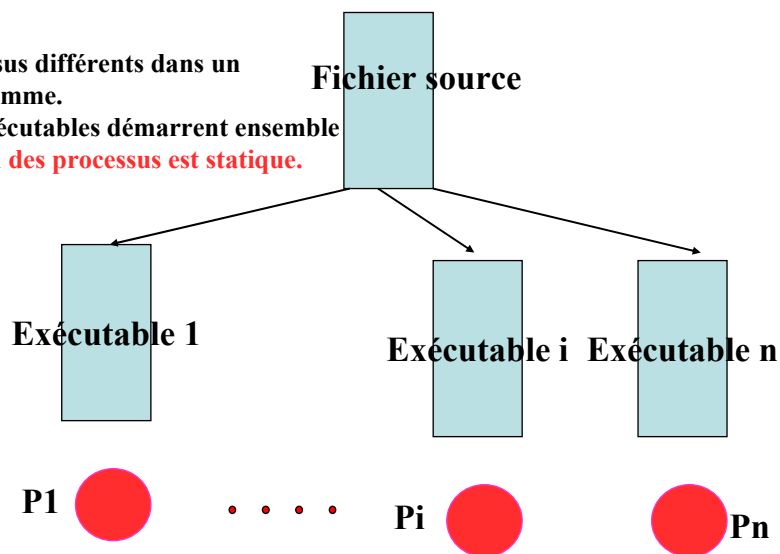 sus différents dans un
mme.
écutables démarrent ensemble
des processus est statique.
Fichier source
Exécutable 1
Exécutable i
Exécutable n
P1
. . . .
Pi
Pn